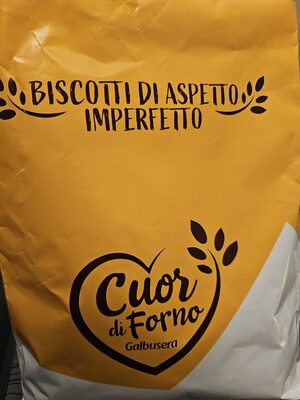 BISCOTTI DI ASPETTO
IMPERFETTO
Cuor
di Forno
Galbusera